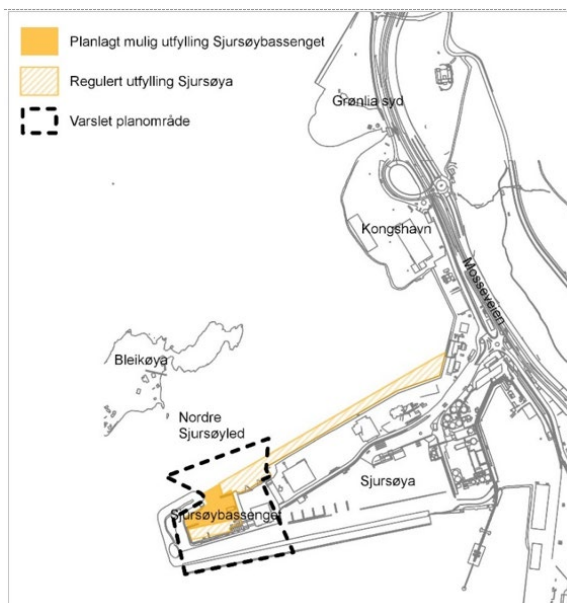 Planlagt mulig utfylling Sjursøybassenget
Regulert utfylling Sjursøya
Varslet planområde
Grønlia syd
Kongshavn
Mosseveien
Bleikøya
Nordre
Sjursøyled
Sjursøya
Sjursøybassenget